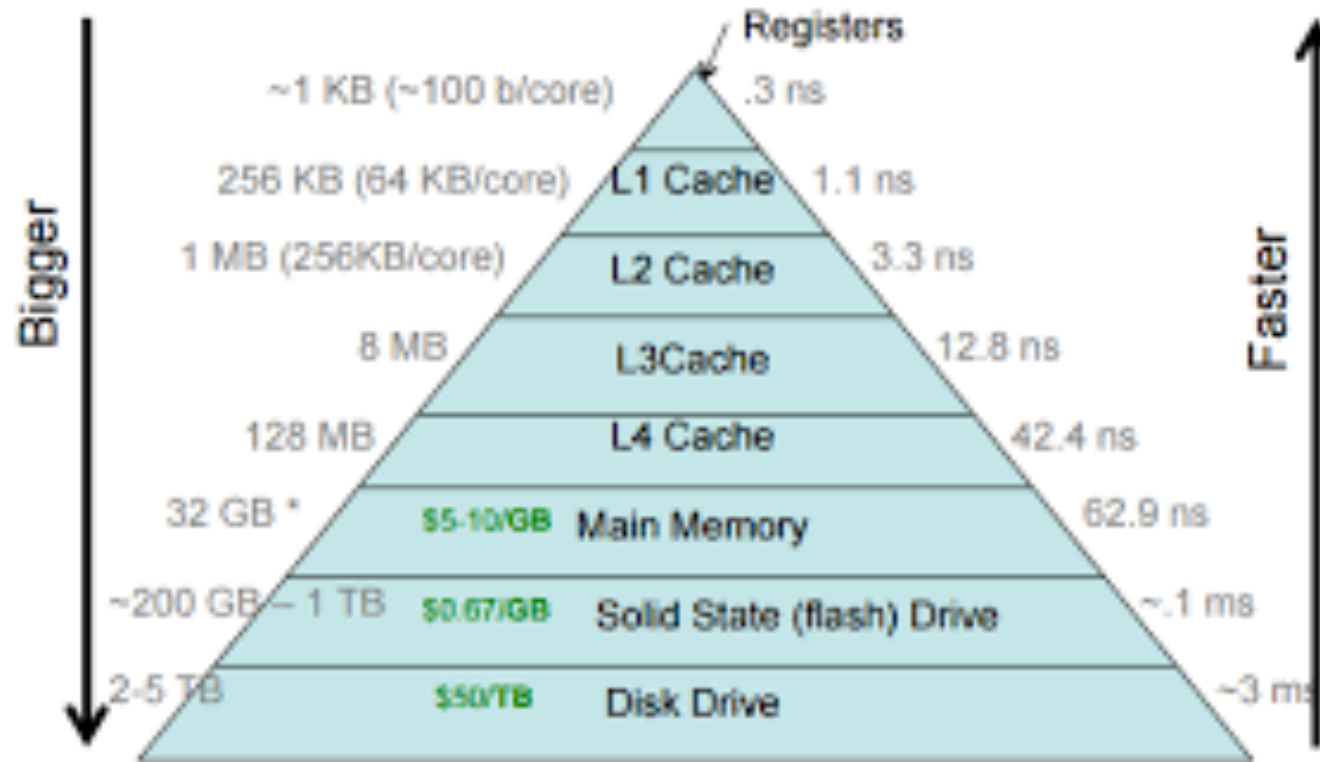 Registers
~1 KB (~100 b/core) .3 ns
256 KB (64 KB/core) L1 Cache 1.1 ns
1 MB (256KB/core) L2 Cache 3.3 ns
8 MB L3Cache 12.8 ns
128 MB L4 Cache 42.4 ns
32 GB * $5-10/GB Main Memory 62.9 ns
~200 GB – 1 TB $0.67/GB Solid State (flash) Drive ~.1 ms
2-5 TB $50/TB Disk Drive ~3 ms
Bigger
Faster